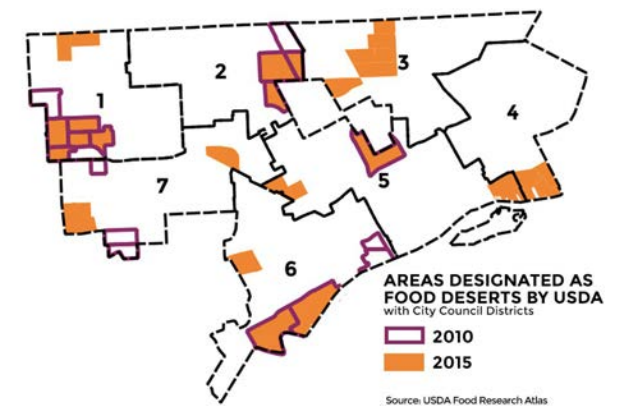 2
3
1
4
5
7
6
AREAS DESIGNATED AS
FOOD DESERTS BY USDA
with City Council Districts
2010
2015
Source: USDA Food Research Atlas